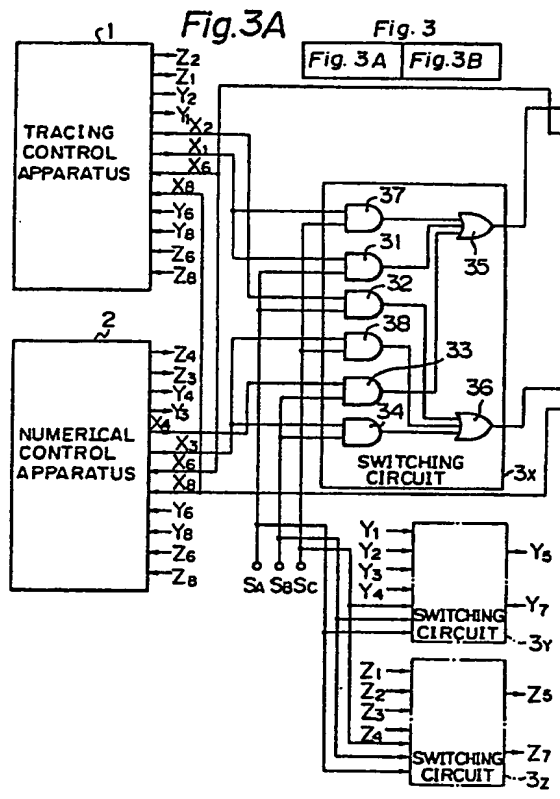 Fig.3A
Fig. 3
Fig. 3A Fig.3B
1
Z2
Z1
Y2
Y1
X2
X1
X6
X8
Y6
Y8
Z6
Z8
TRACING
CONTROL
APPARATUS
2
Z4
Z3
Y4
Y3
X4
X3
X6
X8
Y6
Y8
Z6
Z8
NUMERICAL
CONTROL
APPARATUS
37
31
32
38
33
34
35
36
SWITCHING
CIRCUIT
3X
SA SB SC
Y1
Y2
Y3
Y4
Y5
Y7
SWITCHING
CIRCUIT
3Y
Z1
Z2
Z3
Z4
Z5
Z7
SWITCHING
CIRCUIT
3Z